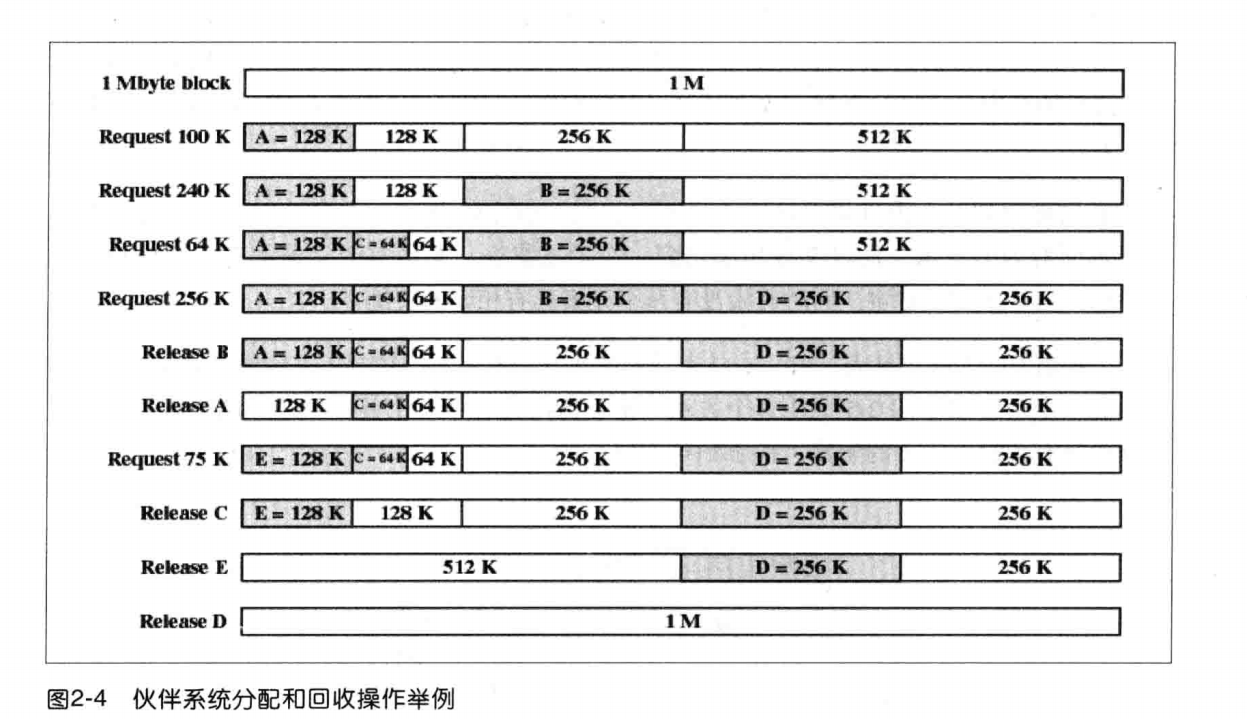 1 Mbyte block 1 M
Request 100 K A = 128 K 128 K 256 K 512 K
Request 240 K A = 128 K 128 K B = 256 K 512 K
Request 64 K A = 128 K C = 64 K 64 K B = 256 K 512 K
Request 256 K A = 128 K C = 64 K 64 K B = 256 K D = 256 K 256 K
Release B A = 128 K C = 64 K 64 K 256 K D = 256 K 256 K
Release A 128 K C = 64 K 64 K 256 K D = 256 K 256 K
Request 75 K E = 128 K C = 64 K 64 K 256 K D = 256 K 256 K
Release C E = 128 K 128 K 256 K D = 256 K 256 K
Release E 512 K D = 256 K 256 K
Release D 1 M
图2-4 伙伴系统分配和回收操作举例